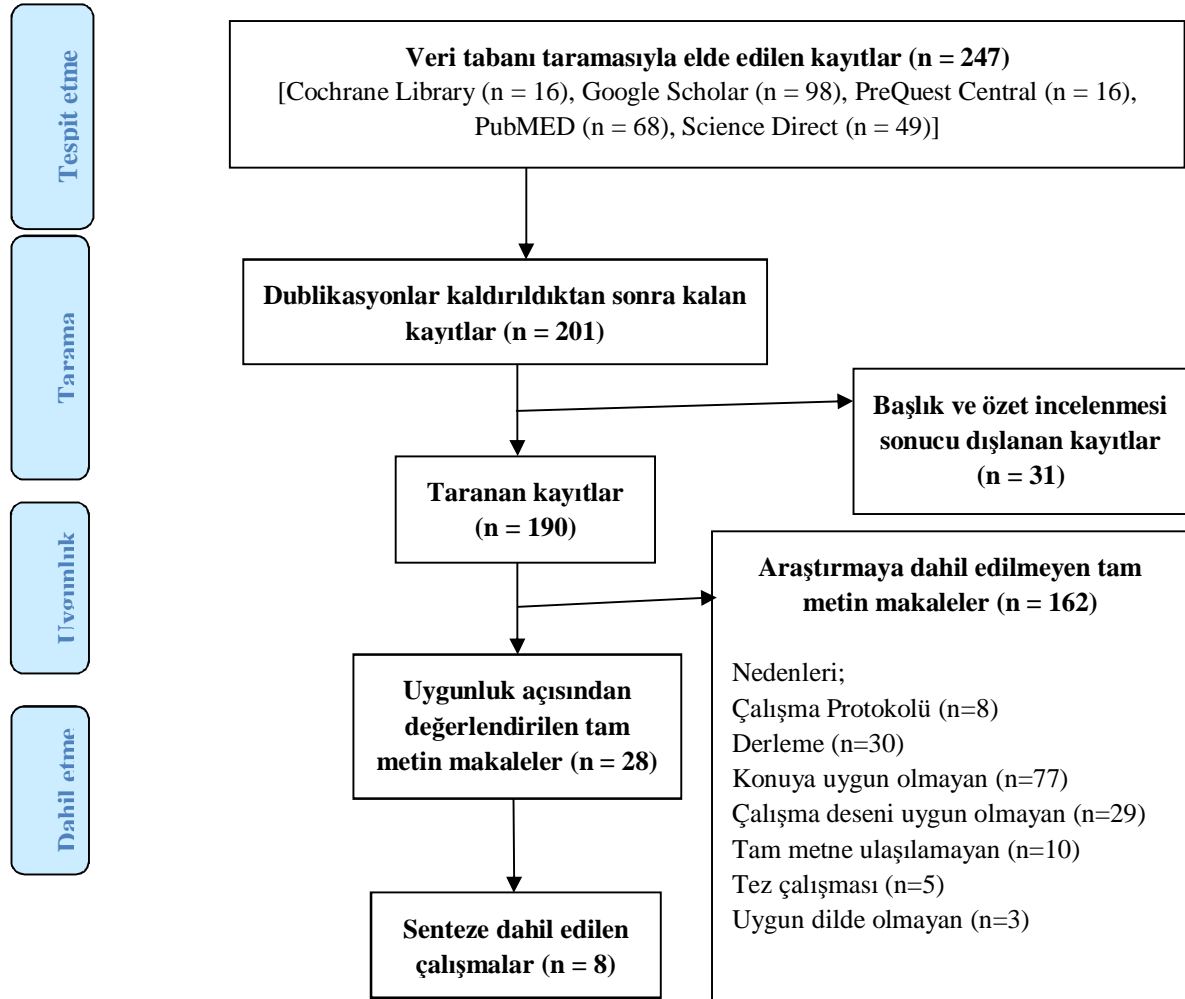 Tespit etme
Veri tabanı taramasıyla elde edilen kayıtlar (n = 247)
[Cochrane Library (n = 16), Google Scholar (n = 98), PreQuest Central (n = 16),
PubMED (n = 68), Science Direct (n = 49)]
Tarama
Dublikasyonlar kaldırıldıktan sonra kalan
kayıtlar (n = 201)
Başlık ve özet incelenmesi
sonucu dışlanan kayıtlar
(n = 31)
Taranan kayıtlar
(n = 190)
Uygunluk
Araştırmaya dahil edilmeyen tam
metin makaleler (n = 162)
Nedenleri;
Çalışma Protokolü (n=8)
Derleme (n=30)
Konuya uygun olmayan (n=77)
Çalışma deseni uygun olmayan (n=29)
Tam metne ulaşılamayan (n=10)
Tez çalışması (n=5)
Uygun dilde olmayan (n=3)
Uygunluk açısından
değerlendirilen tam
metin makaleler (n = 28)
Dahil etme
Senteze dahil edilen
çalışmalar (n = 8)